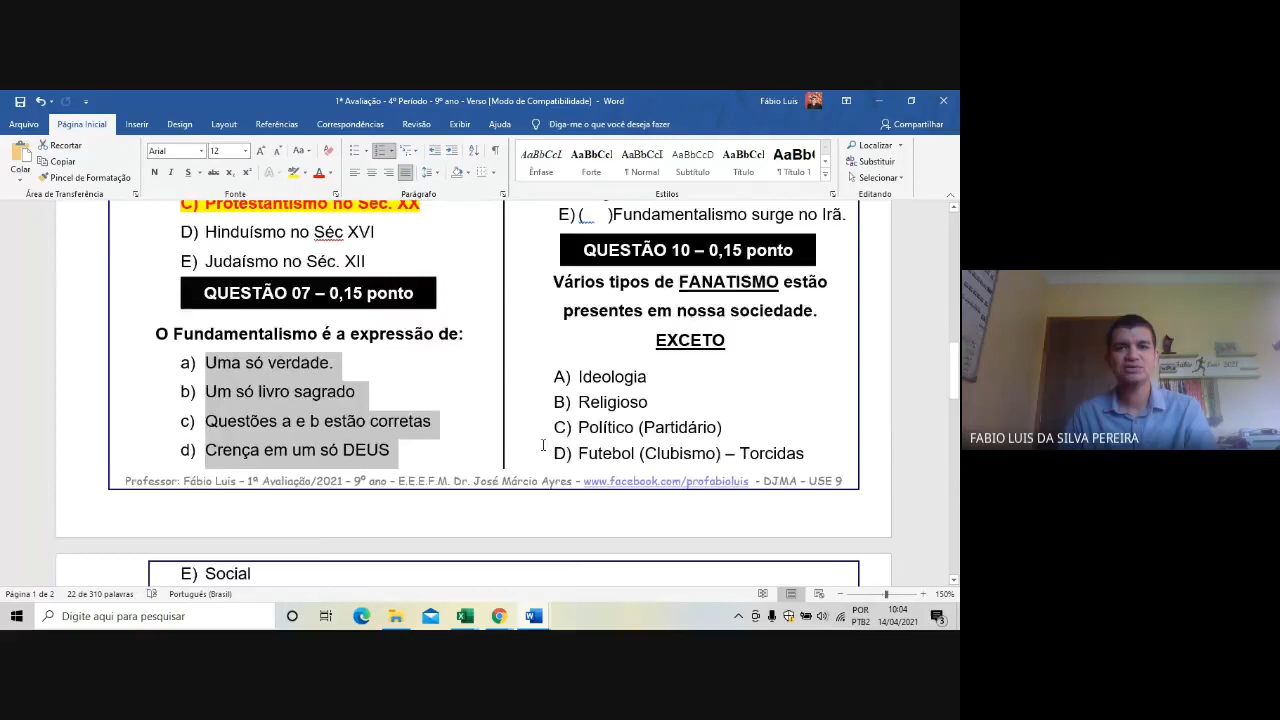 1ª Avaliação - 4º Período - 9º ano - Verso [Modo de Compatibilidade] - Word
Fábio Luis
Arquivo Página Inicial Inserir Design Layout Referências Correspondências Revisão Exibir Ajuda Diga-me o que você deseja fazer Compartilhar
Colar
Recortar
Copiar
Pincel de Formatação
Área de Transferência
Arial 12
N I S abc x₂ x²
Fonte
Parágrafo
AaBbCcI AaBbCcl AaBbCcI AaBbCcD AaBbCcl AaBb(
Ênfase Forte ¶ Normal Subtítulo Título ¶ Título 1
Estilos
Localizar
Substituir
Selecionar
Editando
C) Protestantismo no Séc. XX
D) Hinduísmo no Séc XVI
E) Judaísmo no Séc. XII
QUESTÃO 07 – 0,15 ponto
O Fundamentalismo é a expressão de:
a) Uma só verdade.
b) Um só livro sagrado
c) Questões a e b estão corretas
d) Crença em um só DEUS
E) ( )Fundamentalismo surge no Irã.
QUESTÃO 10 – 0,15 ponto
Vários tipos de FANATISMO estão
presentes em nossa sociedade.
EXCETO
A) Ideologia
B) Religioso
C) Político (Partidário)
D) Futebol (Clubismo) – Torcidas
Professor: Fábio Luis – 1ª Avaliação/2021 – 9º ano – E.E.E.F.M. Dr. José Márcio Ayres – www.facebook.com/profabioluis - DJMA – USE 9
E) Social
Página 1 de 2 22 de 310 palavras Português (Brasil) 150%
Digite aqui para pesquisar
POR
PTB2
10:04
14/04/2021
FABIO LUIS DA SILVA PEREIRA